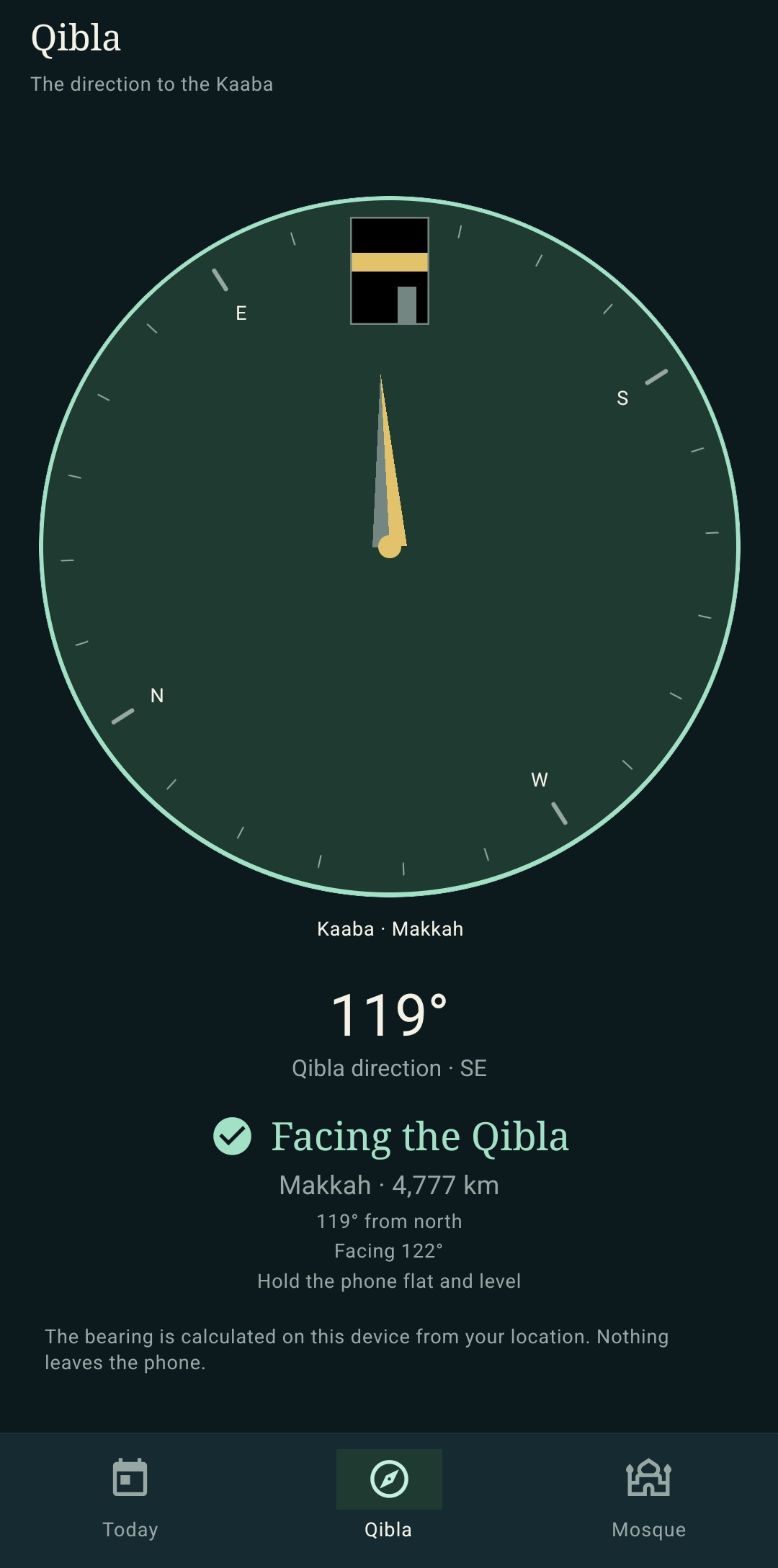 Qibla
The direction to the Kaaba
E
S
N
W
Kaaba · Makkah
119°
Qibla direction · SE
Facing the Qibla
Makkah · 4,777 km
119° from north
Facing 122°
Hold the phone flat and level
The bearing is calculated on this device from your location. Nothing
leaves the phone.
Today
Qibla
Mosque